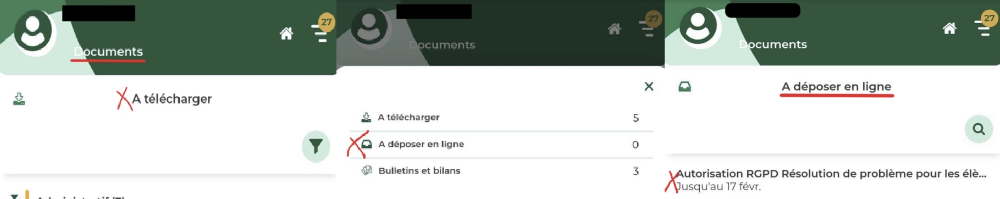 27
Documents
A télécharger
27
Documents
A télécharger 5
A déposer en ligne 0
Bulletins et bilans 3
27
Documents
A déposer en ligne
Autorisation RGPD Résolution de problème pour les élè...
Jusqu'au 17 févr.